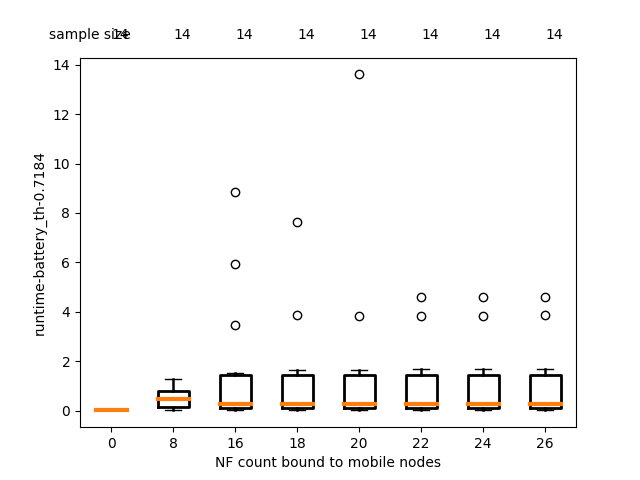 sample size 14 14 14 14 14 14 14 14
14
12
10
8
6
4
2
0
runtime-battery_th-0.7184
0 8 16 18 20 22 24 26
NF count bound to mobile nodes